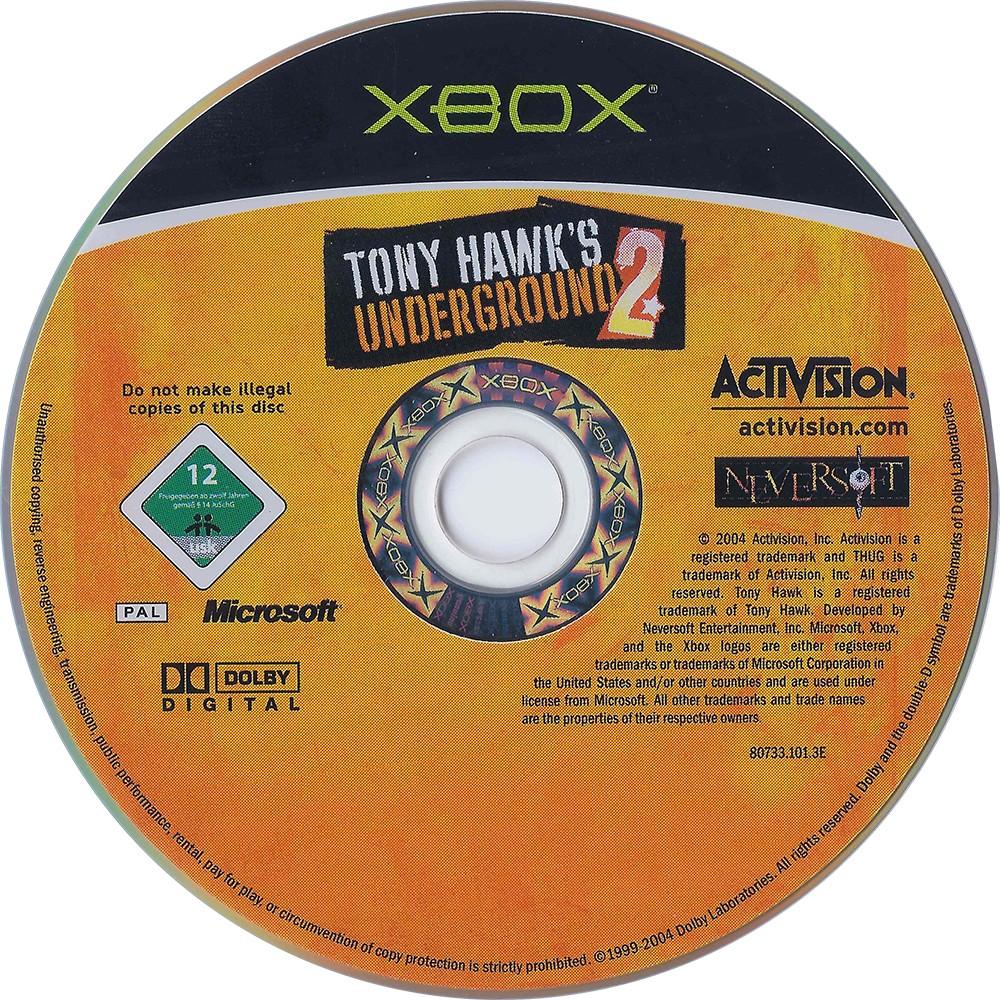 XBOX
TONY HAWK'S
UNDERGROUND 2
XBOX
XBOX
XBOX
XBOX
XBOX
XBOX
XBOX
XBOX
Do not make illegal
copies of this disc
12
Freigegeben ab zwölf Jahren
gemäß § 14 JuSchG
usk
PAL
Microsoft®
DOLBY
DIGITAL
ACTIVISION®
activision.com
NEVERSOFT
© 2004 Activision, Inc. Activision is a
registered trademark and THUG is a
trademark of Activision, Inc. All rights
reserved. Tony Hawk is a registered
trademark of Tony Hawk. Developed by
Neversoft Entertainment, Inc. Microsoft, Xbox,
and the Xbox logos are either registered
trademarks or trademarks of Microsoft Corporation in
the United States and/or other countries and are used under
license from Microsoft. All other trademarks and trade names
are the properties of their respective owners.
80733.101.3E
Unauthorised copying, reverse engineering, transmission, public performance, rental, pay for play, or circumvention of copy protection is strictly prohibited. ©1999-2004 Dolby Laboratories. All rights reserved. Dolby and the double-D symbol are trademarks of Dolby Laboratories.